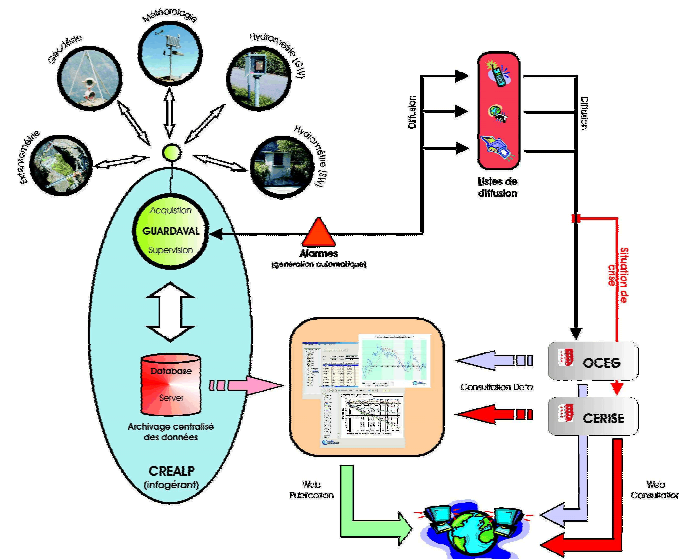 Météorologie
Géodésie
Hydrométrie (GW)
Extensométrie
Hydrométrie (SW)
Acquistion
GUARDAVAL
Supervision
Diffusion
Diffusion
Listes de
diffusion
Alarmes
(génération automatique)
Situation de
crise
Database
Server
Archivage centralisé
des données
CREALP
(infogérant)
Consultation Data
OCEG
CERISE
Web
Publication
Web
Consultation